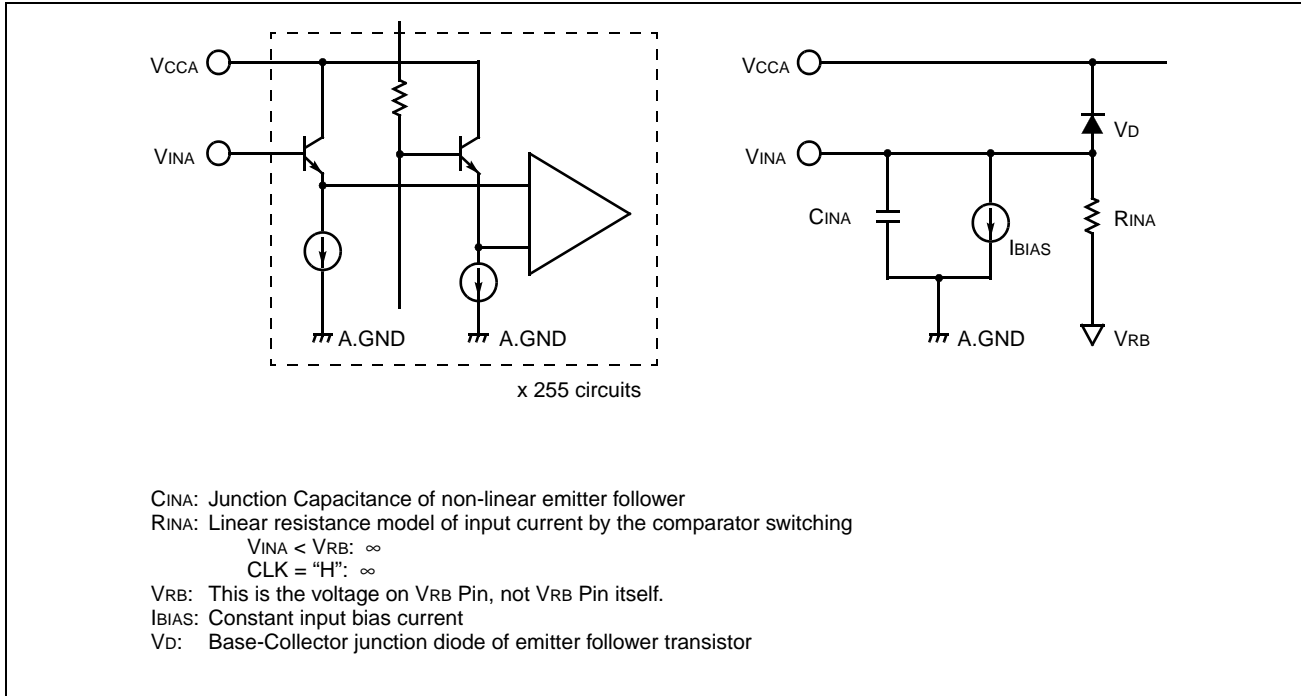 VCCA
VINA
A.GND
A.GND
x 255 circuits
VCCA
VD
VINA
CINA
IBIAS
RINA
A.GND
VRB
CINA: Junction Capacitance of non-linear emitter follower
RINA: Linear resistance model of input current by the comparator switching
VINA < VRB: ∞
CLK = “H”: ∞
VRB: This is the voltage on VRB Pin, not VRB Pin itself.
IBIAS: Constant input bias current
VD: Base-Collector junction diode of emitter follower transistor